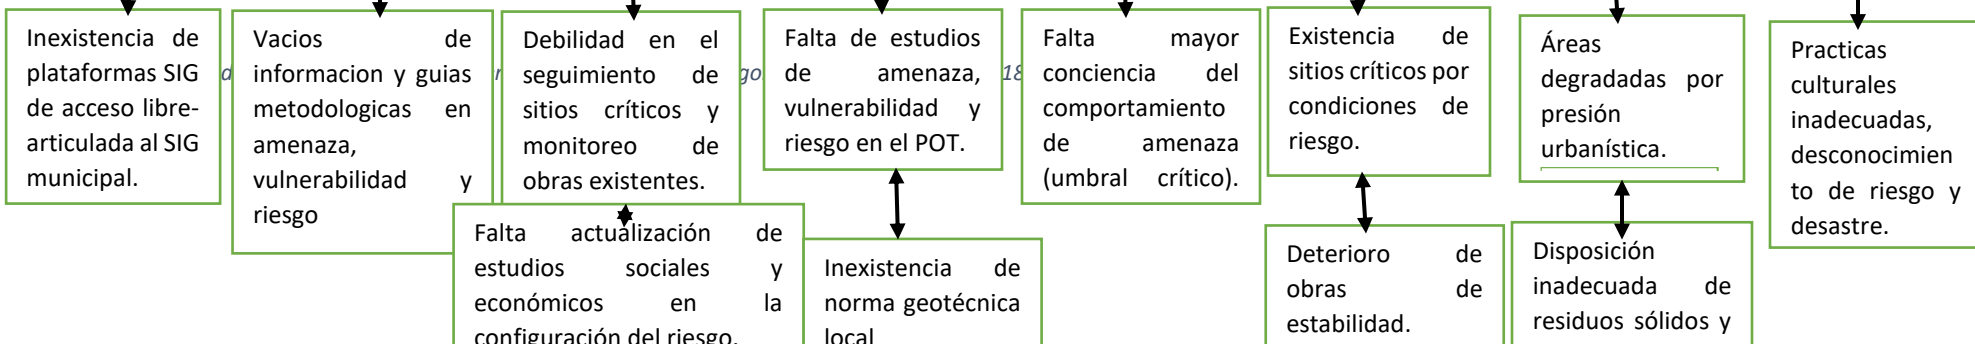 Inexistencia de
plataformas SIG
de acceso libre-
articulada al SIG
municipal.
Vacios de
informacion y guias
metodologicas en
amenaza,
vulnerabilidad y
riesgo
Debilidad en el
seguimiento de
sitios críticos y
monitoreo de
obras existentes.
Falta de estudios
de amenaza,
vulnerabilidad y
riesgo en el POT.
Falta mayor
conciencia del
comportamiento
de amenaza
(umbral crítico).
Existencia de
sitios críticos por
condiciones de
riesgo.
Áreas
degradadas por
presión
urbanística.
Practicas
culturales
inadecuadas,
desconocimien
to de riesgo y
desastre.
Falta actualización de
estudios sociales y
económicos en la
configuración del riesgo.
Inexistencia de
norma geotécnica
local
Deterioro de
obras de
estabilidad.
Disposición
inadecuada de
residuos sólidos y